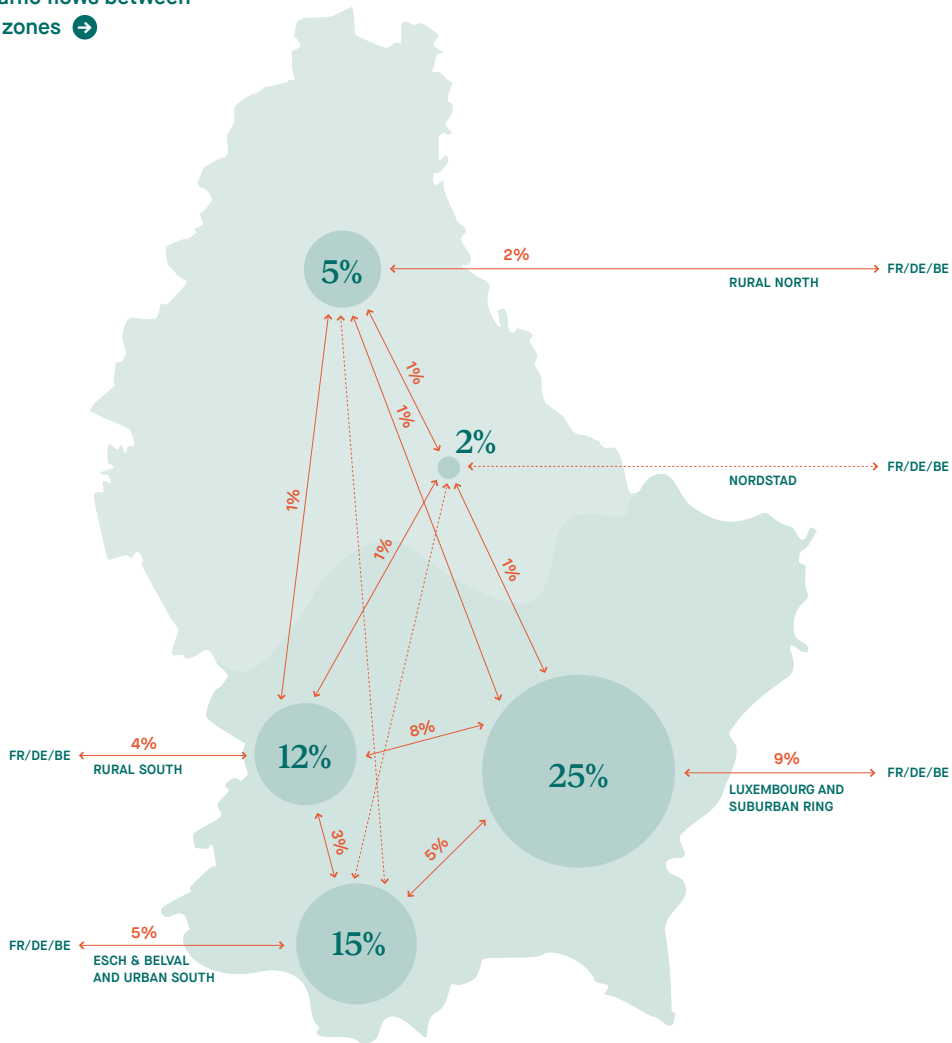 flows between
zones
5%
2%
FR/DE/BE
RURAL NORTH
1%
1%
2%
FR/DE/BE
NORDSTAD
1%
1%
1%
8%
12%
25%
4%
FR/DE/BE
RURAL SOUTH
9%
FR/DE/BE
LUXEMBOURG AND
SUBURBAN RING
3%
5%
15%
5%
FR/DE/BE
ESCH & BELVAL
AND URBAN SOUTH